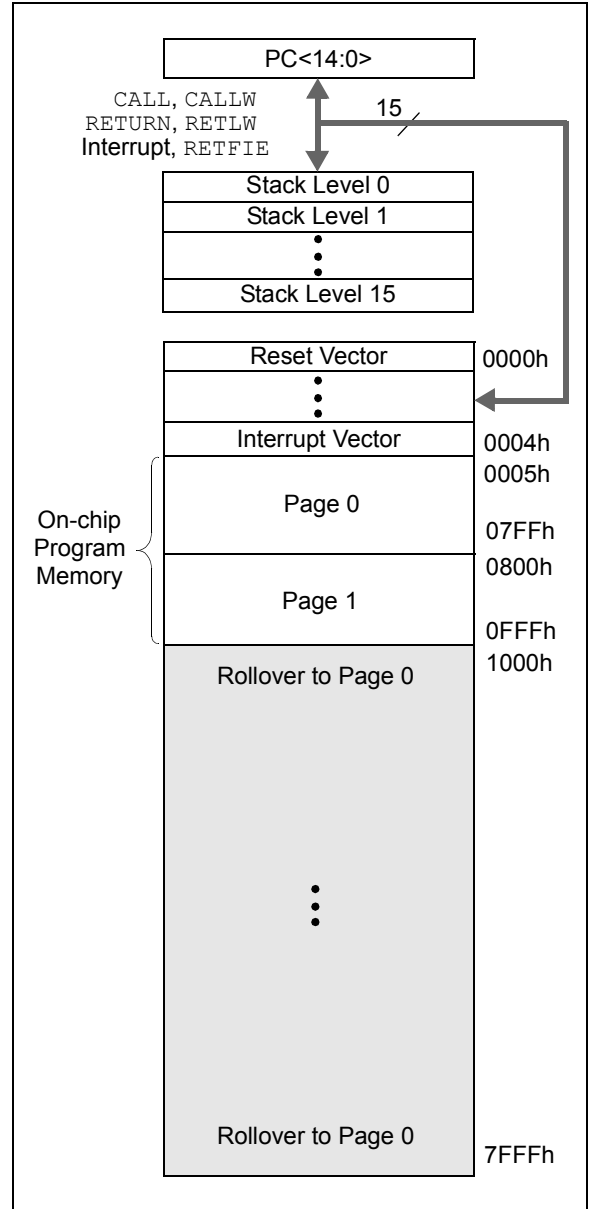 PC<14:0>
CALL, CALLW
RETURN, RETLW
Interrupt, RETFIE
15
Stack Level 0
Stack Level 1
Stack Level 15
Reset Vector
0000h
Interrupt Vector
0004h
0005h
On-chip
Program
Memory
Page 0
07FFh
0800h
Page 1
0FFFh
1000h
Rollover to Page 0
Rollover to Page 0
7FFFh